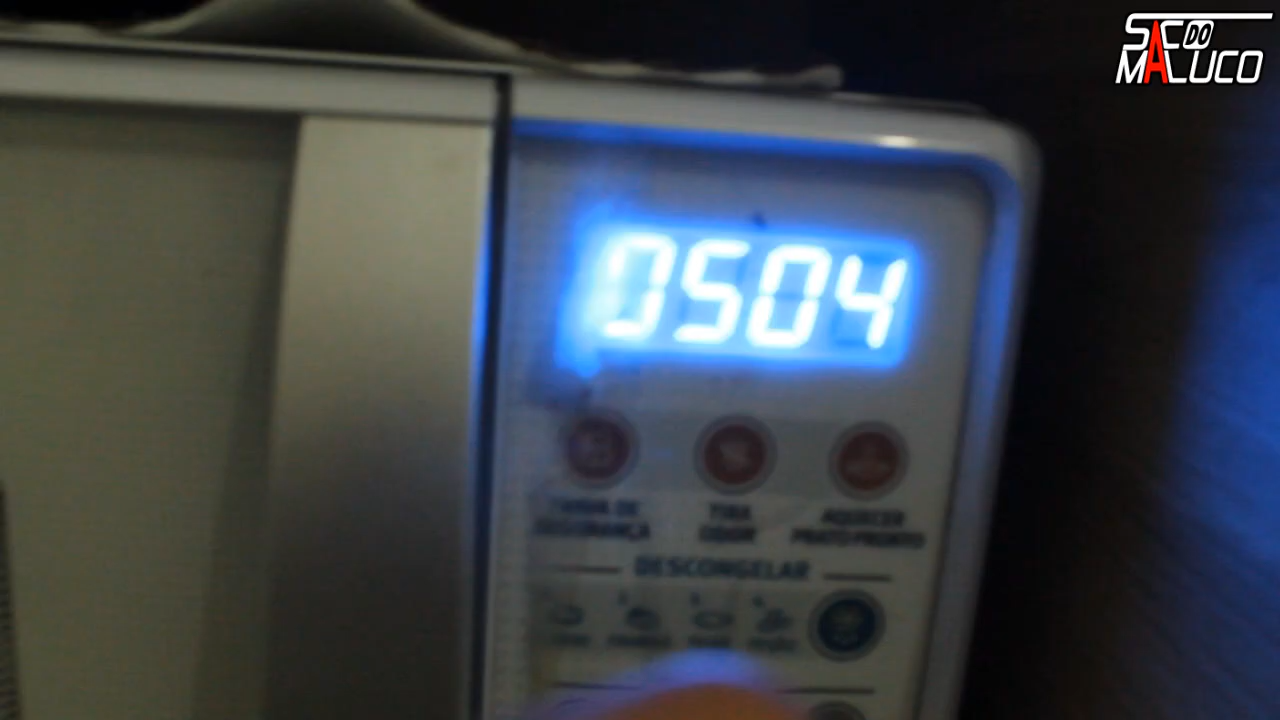 SAC DO
MALUCO
0504
TRAVA DE
SEGURANÇA
TIRA
ODOR
AQUECER
PRATO PRONTO
DESCONGELAR